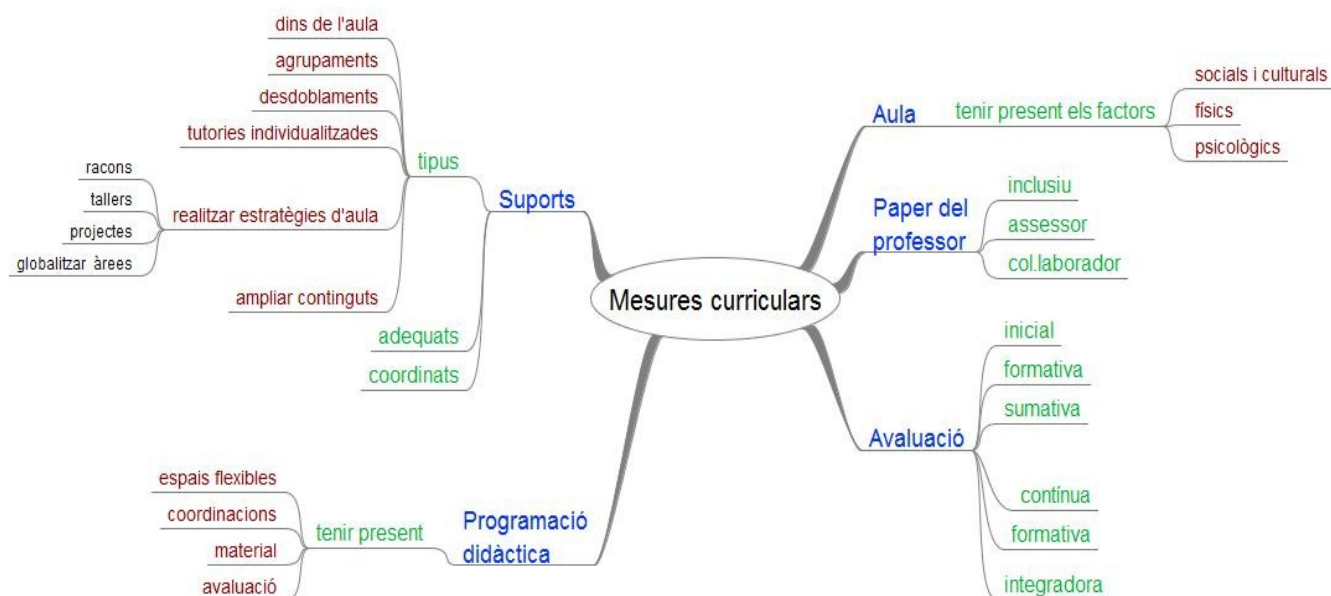 Mesures curriculars
Aula
tenir present els factors
socials i culturals
físics
psicològics
Paper del
professor
inclusiu
assessor
col.laborador
Avaluació
inicial
formativa
sumativa
contínua
formativa
integradora
Suports
tipus
dins de l'aula
agrupaments
desdoblaments
tutories individualitzades
realitzar estratègies d'aula
racons
tallers
projectes
globalitzar àrees
ampliar continguts
adequats
coordinats
Programació
didàctica
tenir present
espais flexibles
coordinacions
material
avaluació